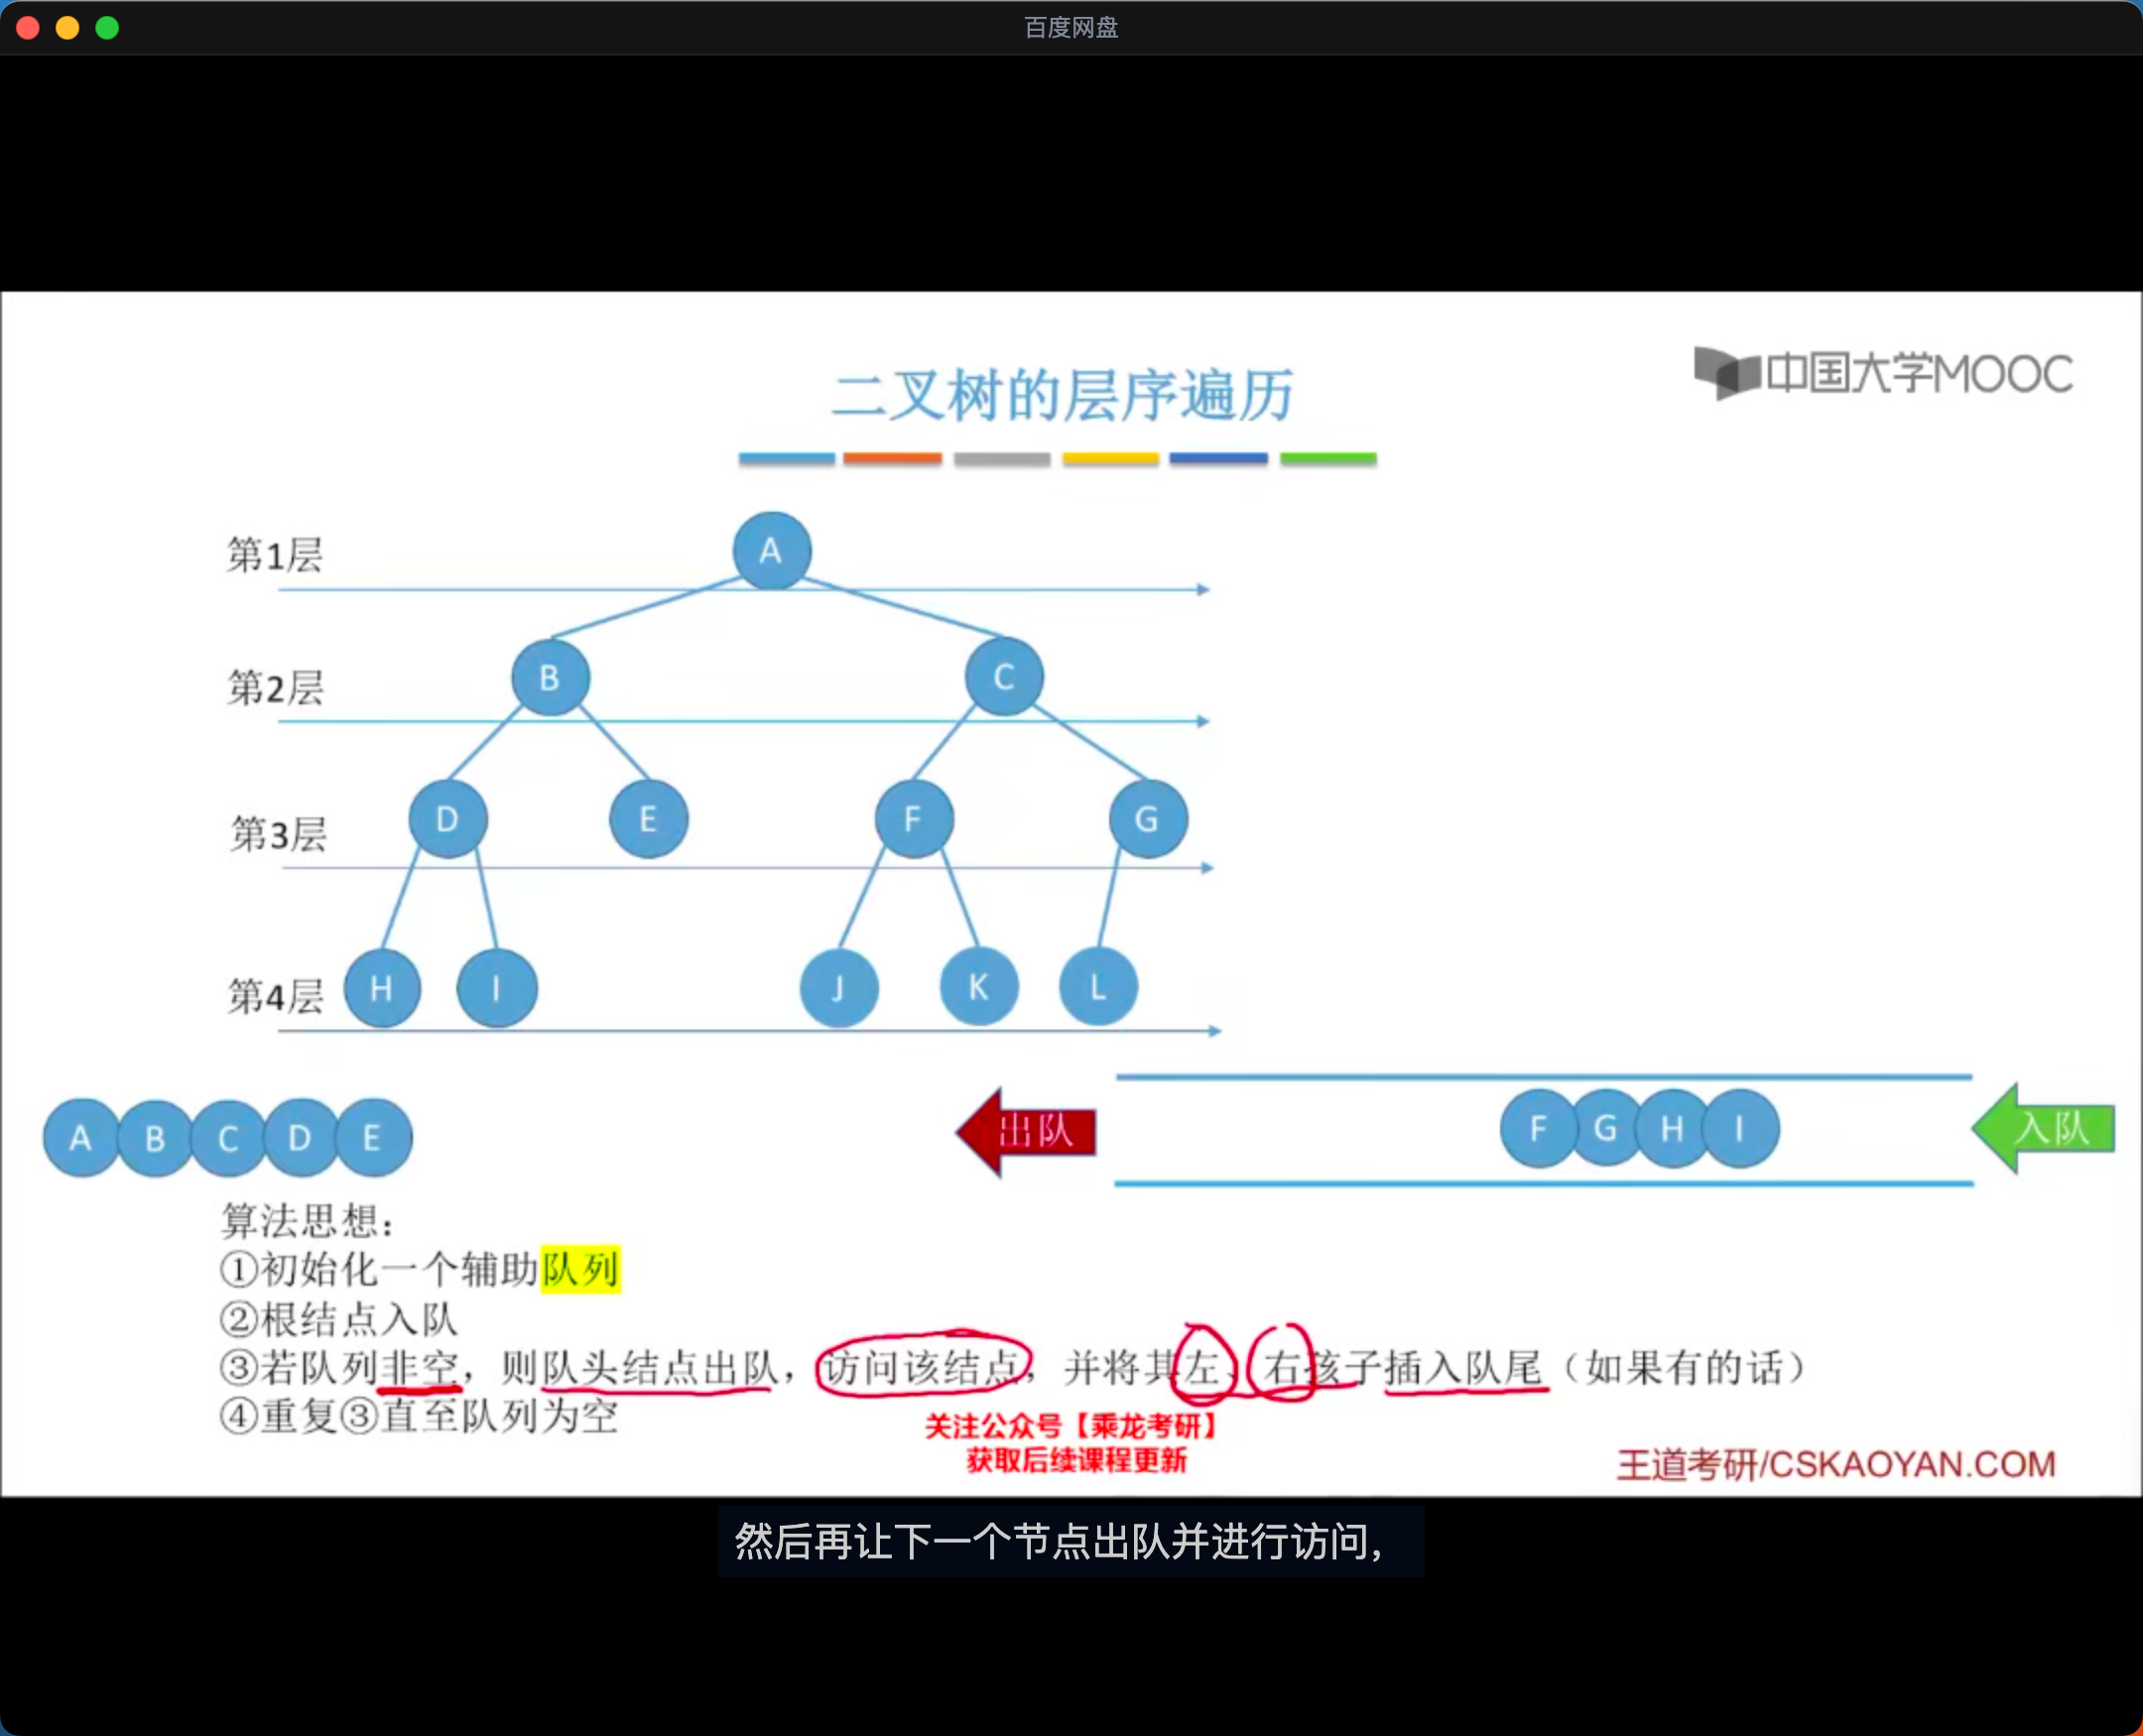 百度网盘
二叉树的层序遍历
中国大学MOOC
第1层
A
第2层
B
C
第3层
D
E
F
G
第4层
H
I
J
K
L
A B C D E
出队
F G H I
入队
算法思想：
①初始化一个辅助队列
②根结点入队
③若队列非空，则队头结点出队，访问该结点，并将其左、右孩子插入队尾（如果有的话）
④重复③直至队列为空
关注公众号【乘龙考研】
获取后续课程更新
王道考研/CSKAOYAN.COM
然后再让下一个节点出队并进行访问,